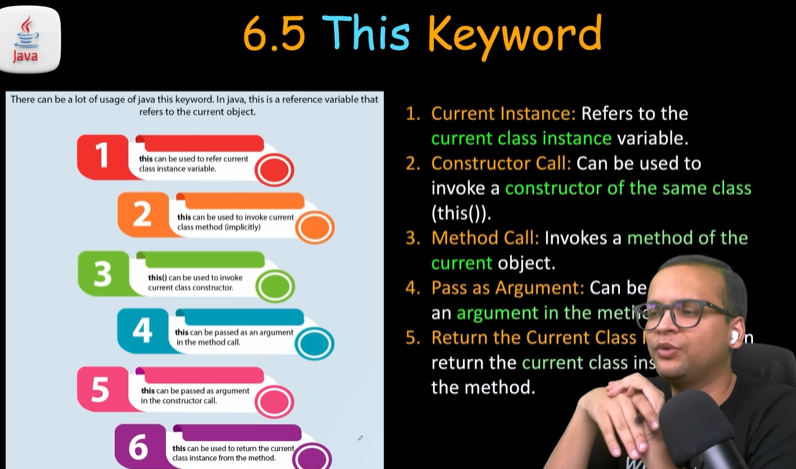 Java
6.5 This Keyword
There can be a lot of usage of java this keyword. In java, this is a reference variable that
refers to the current object.
1
this can be used to refer current
class instance variable.
2
this can be used to invoke current
class method (implicitly)
3
this() can be used to invoke
current class constructor.
4
this can be passed as an argument
in the method call.
5
this can be passed as argument
in the constructor call.
6
this can be used to return the current
class instance from the method.
1. Current Instance: Refers to the
current class instance variable.
2. Constructor Call: Can be used to
invoke a constructor of the same class
(this()).
3. Method Call: Invokes a method of the
current object.
4. Pass as Argument: Can be
an argument in the
5. Return the Current Class
return the current class
the method.